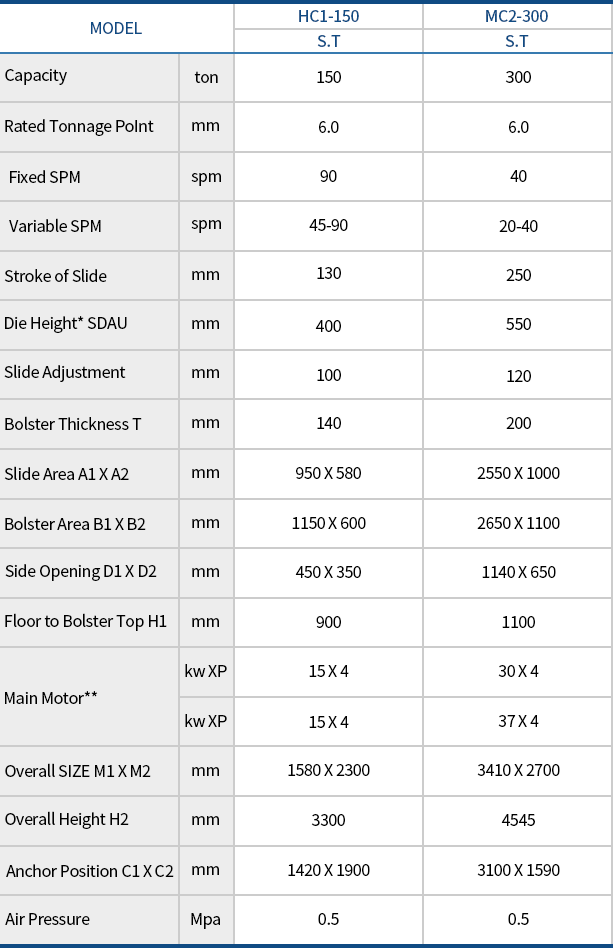 MODEL HC1-150 MC2-300
S.T S.T
Capacity ton 150 300
Rated Tonnage PoInt mm 6.0 6.0
Fixed SPM spm 90 40
Variable SPM spm 45-90 20-40
Stroke of Slide mm 130 250
Die Height* SDAU mm 400 550
Slide Adjustment mm 100 120
Bolster Thickness T mm 140 200
Slide Area A1 X A2 mm 950 X 580 2550 X 1000
Bolster Area B1 X B2 mm 1150 X 600 2650 X 1100
Side Opening D1 X D2 mm 450 X 350 1140 X 650
Floor to Bolster Top H1 mm 900 1100
Main Motor** kw XP 15 X 4 30 X 4
kw XP 15 X 4 37 X 4
Overall SIZE M1 X M2 mm 1580 X 2300 3410 X 2700
Overall Height H2 mm 3300 4545
Anchor Position C1 X C2 mm 1420 X 1900 3100 X 1590
Air Pressure Mpa 0.5 0.5